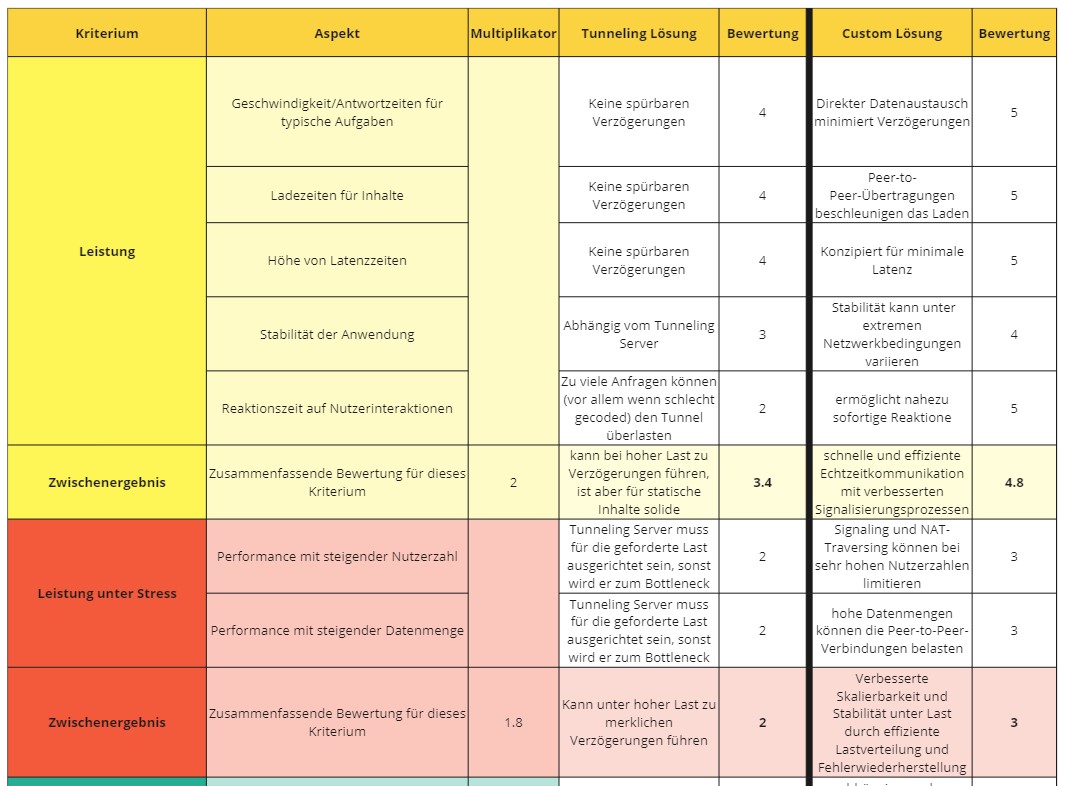 Kriterium
Aspekt
Multiplikator
Tunneling Lösung
Bewertung
Custom Lösung
Bewertung
Leistung
Geschwindigkeit/Antwortzeiten für
typische Aufgaben
Keine spürbaren
Verzögerungen
4
Direkter Datenaustausch
minimiert Verzögerungen
5
Ladezeiten für Inhalte
Keine spürbaren
Verzögerungen
4
Peer-to-
Peer-Übertragungen
beschleunigen das Laden
5
Höhe von Latenzzeiten
Keine spürbaren
Verzögerungen
4
Konzipiert für minimale
Latenz
5
Stabilität der Anwendung
Abhängig vom Tunneling
Server
3
Stabilität kann unter
extremen
Netzwerkbedingungen
variieren
4
Reaktionszeit auf Nutzerinteraktionen
Zu viele Anfragen können
(vor allem wenn schlecht
gecoded) den Tunnel
überlasten
2
ermöglicht nahezu
sofortige Reaktione
5
Zwischenergebnis
Zusammenfassende Bewertung für dieses
Kriterium
2
kann bei hoher Last zu
Verzögerungen führen,
ist aber für statische
Inhalte solide
3.4
schnelle und effiziente
Echtzeitkommunikation
mit verbesserten
Signalisierungsprozessen
4.8
Leistung unter Stress
Performance mit steigender Nutzerzahl
Tunneling Server muss
für die geforderte Last
ausgerichtet sein, sonst
wird er zum Bottleneck
2
Signaling und NAT-
Traversing können bei
sehr hohen Nutzerzahlen
limitieren
3
Performance mit steigender Datenmenge
Tunneling Server muss
für die geforderte Last
ausgerichtet sein, sonst
wird er zum Bottleneck
2
hohe Datenmengen
können die Peer-to-Peer-
Verbindungen belasten
3
Zwischenergebnis
Zusammenfassende Bewertung für dieses
Kriterium
1.8
Kann unter hoher Last zu
merklichen
Verzögerungen führen
2
Verbesserte
Skalierbarkeit und
Stabilität unter Last
durch effiziente
Lastverteilung und
Fehlerwiederherstellung
3